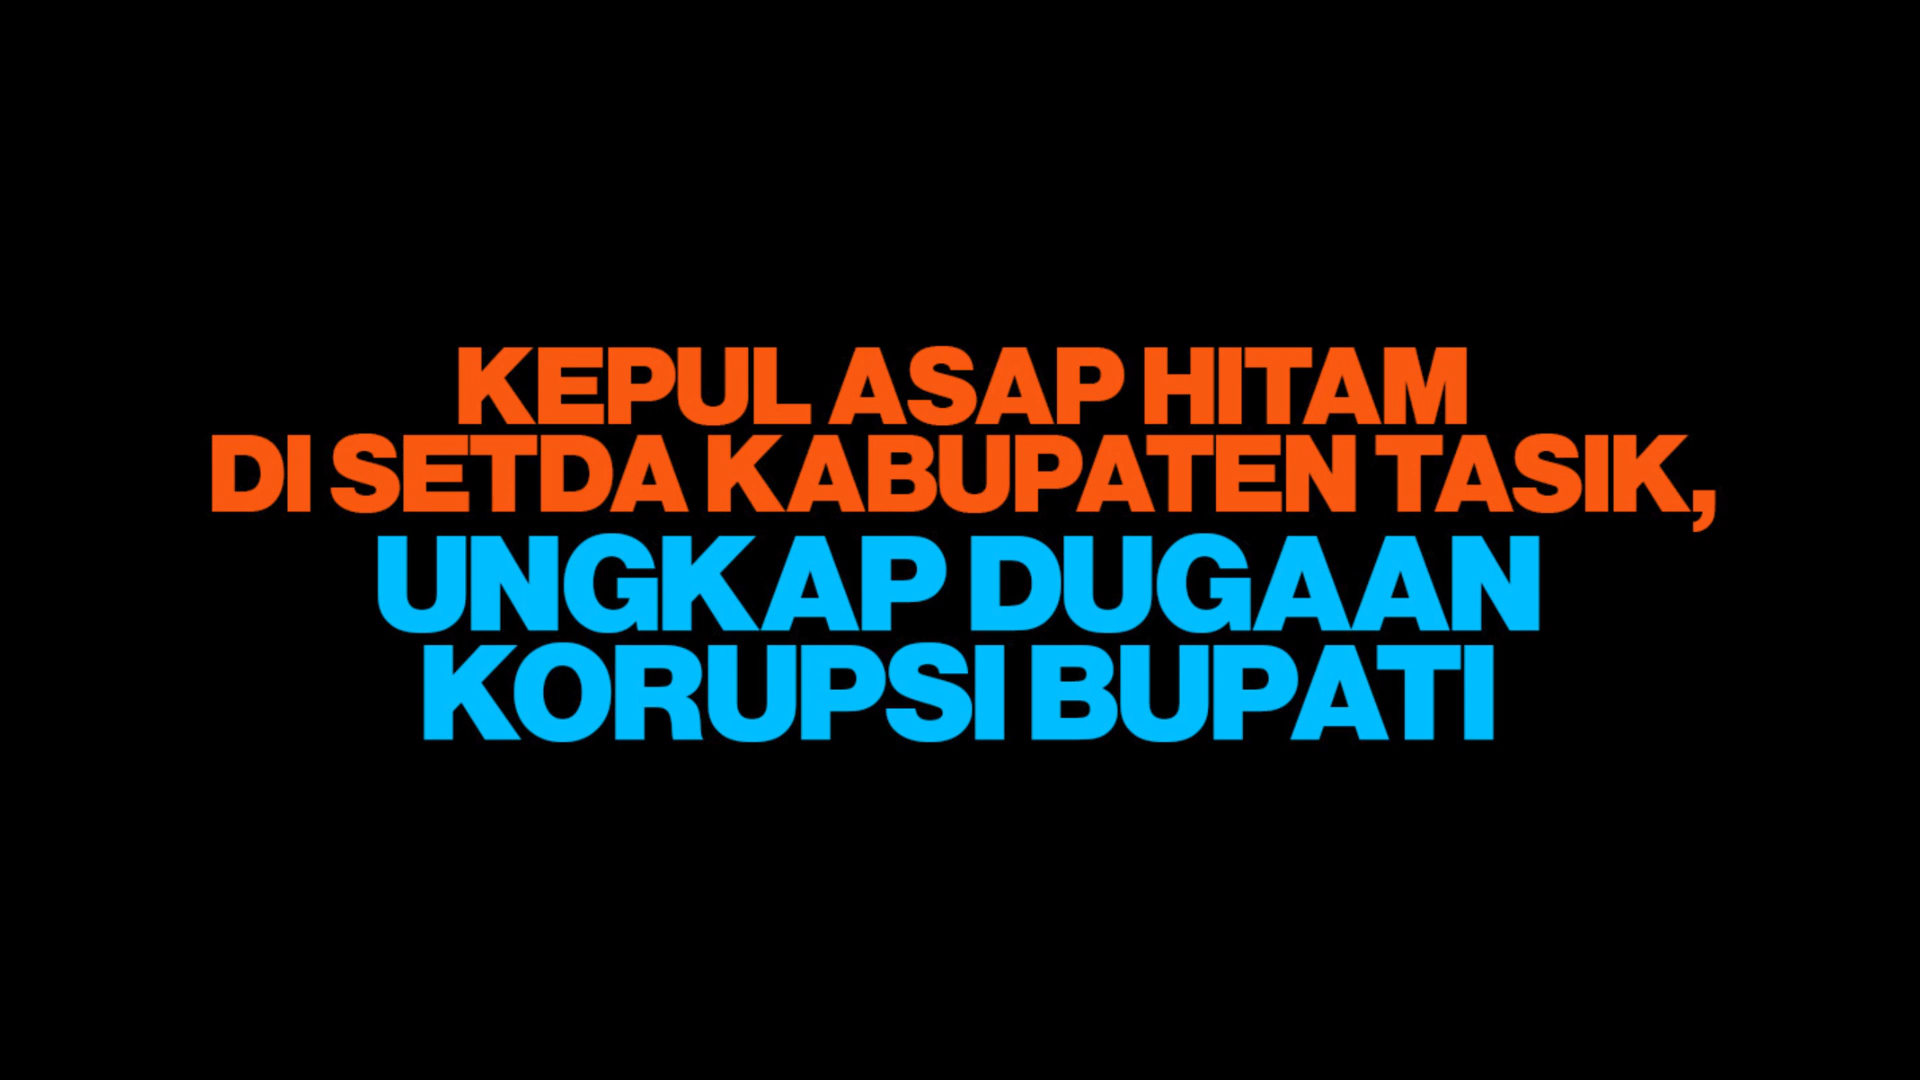 KEPUL ASAP HITAM
DI SETDA KABUPATEN TASIK,
UNGKAP DUGAAN
KORUPSI BUPATI